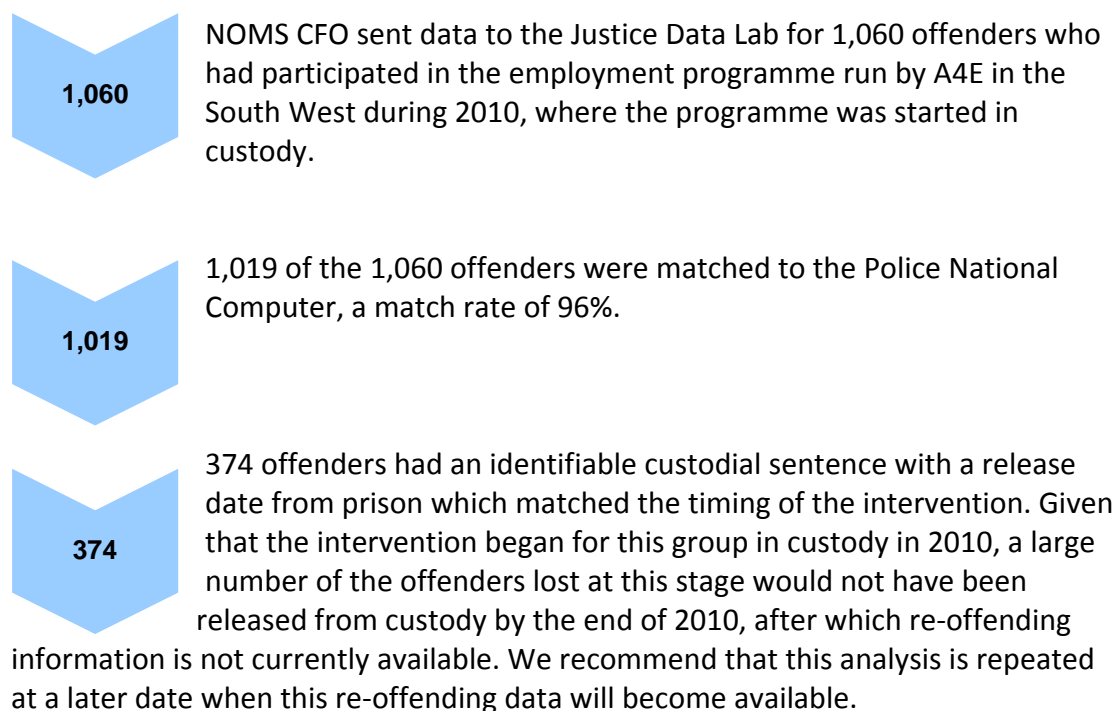 NOMS CFO sent data to the Justice Data Lab for 1,060 offenders who
had participated in the employment programme run by A4E in the
1,060
South West during 2010, where the programme was started in
custody.
1,019 of the 1,060 offenders were matched to the Police National
Computer, a match rate of 96%.
1,019
374 offenders had an identifiable custodial sentence with a release
date from prison which matched the timing of the intervention. Given
374
that the intervention began for this group in custody in 2010, a large
number of the offenders lost at this stage would not have been
released from custody by the end of 2010, after which re-offending
information is not currently available. We recommend that this analysis is repeated
at a later date when this re-offending data will become available.